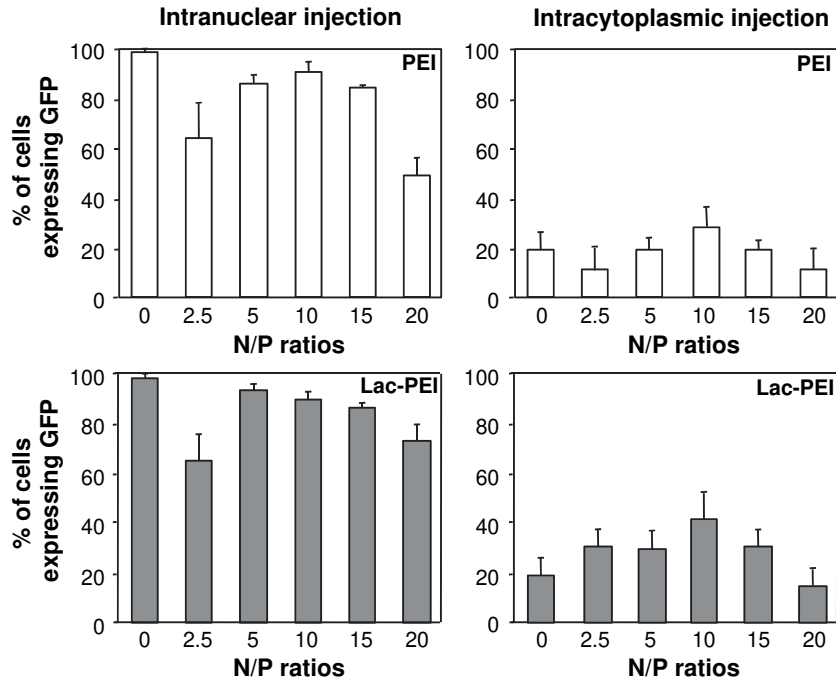 Intranuclear injection
Intracytoplasmic injection
% of cells
expressing GFP
100
80
60
40
20
0
PEI
0 2.5 5 10 15 20
N/P ratios
100
80
60
40
20
0
PEI
0 2.5 5 10 15 20
N/P ratios
% of cells
expressing GFP
100
80
60
40
20
0
Lac-PEI
0 2.5 5 10 15 20
N/P ratios
100
80
60
40
20
0
Lac-PEI
0 2.5 5 10 15 20
N/P ratios